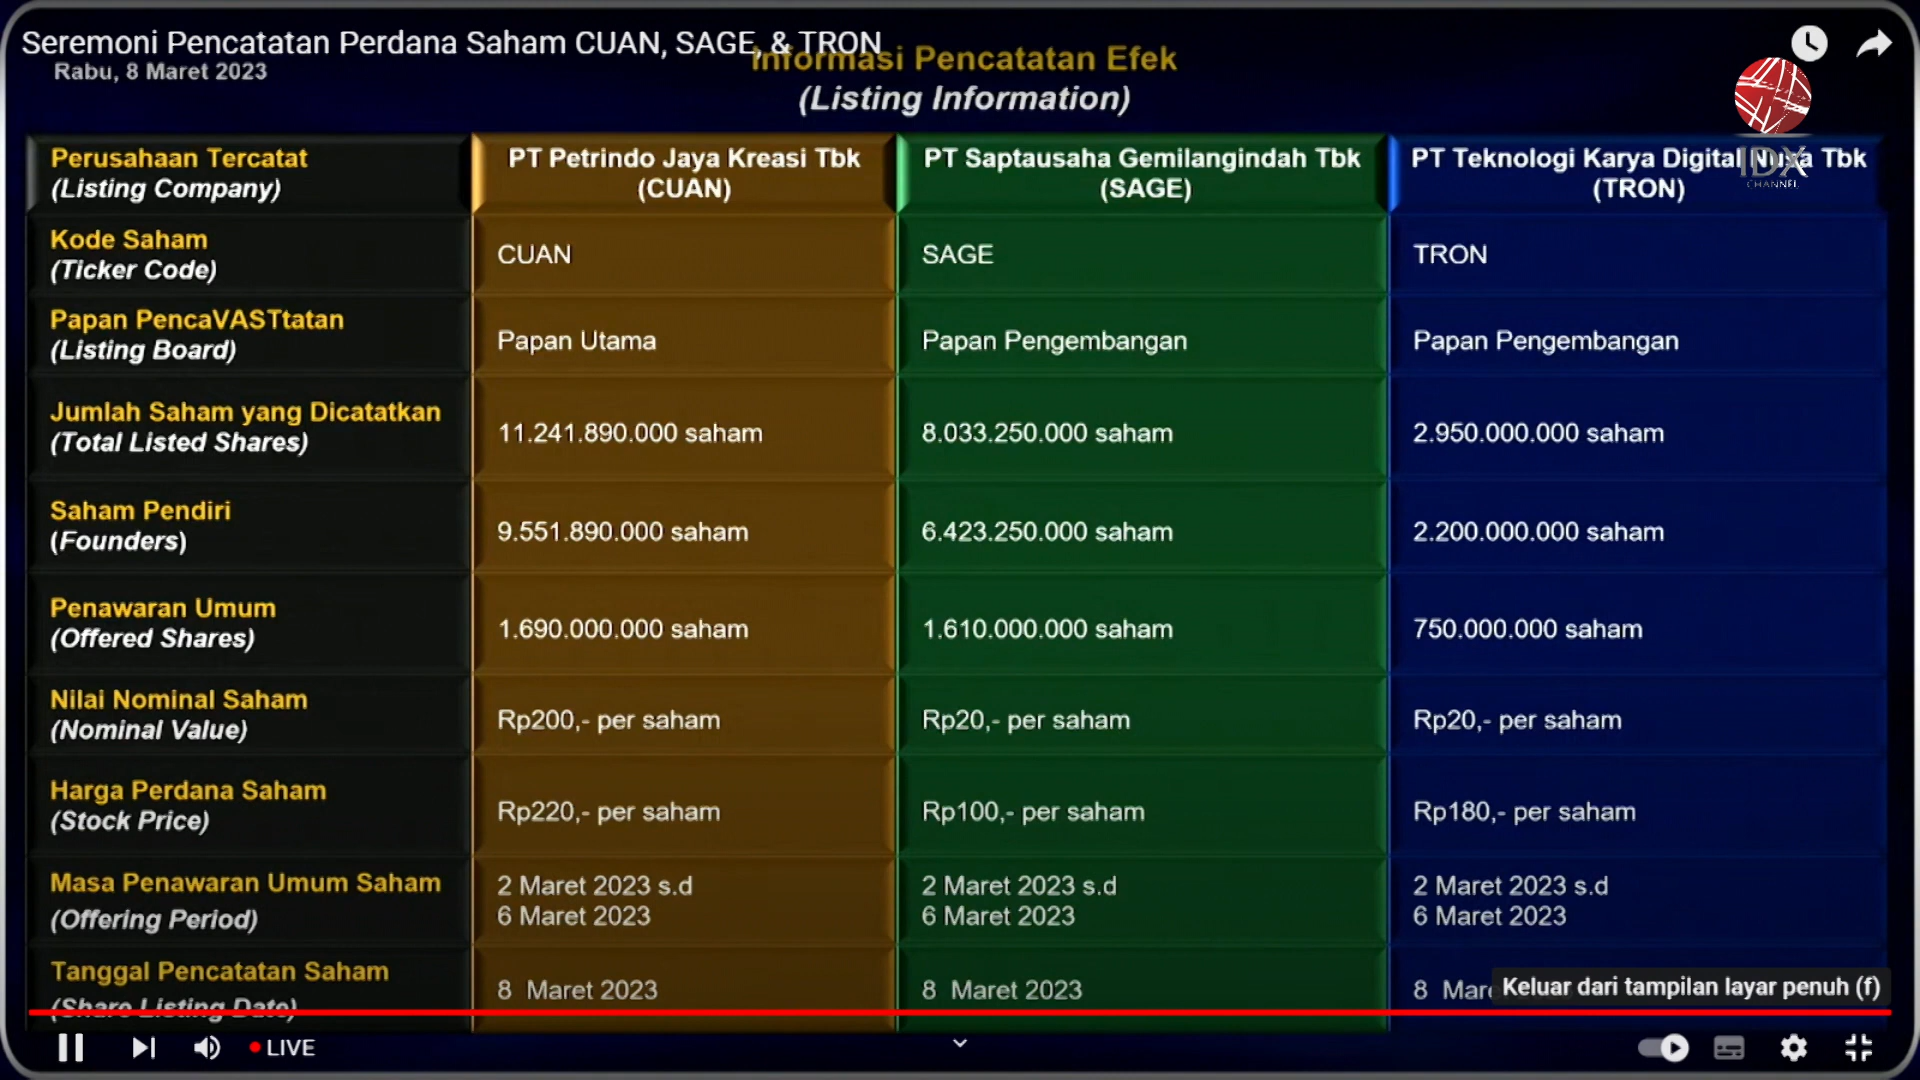 Seremoni Pencatatan Perdana Saham CUAN, SAGE, & TRON
Rabu, 8 Maret 2023
Informasi Pencatatan Efek
(Listing Information)
IDX
CHANNEL
Perusahaan Tercatat
(Listing Company)
PT Petrindo Jaya Kreasi Tbk
(CUAN)
PT Saptausaha Gemilangindah Tbk
(SAGE)
PT Teknologi Karya Digital Nusa Tbk
(TRON)
Kode Saham
(Ticker Code)
CUAN
SAGE
TRON
Papan PencaVASTtatan
(Listing Board)
Papan Utama
Papan Pengembangan
Papan Pengembangan
Jumlah Saham yang Dicatatkan
(Total Listed Shares)
11.241.890.000 saham
8.033.250.000 saham
2.950.000.000 saham
Saham Pendiri
(Founders)
9.551.890.000 saham
6.423.250.000 saham
2.200.000.000 saham
Penawaran Umum
(Offered Shares)
1.690.000.000 saham
1.610.000.000 saham
750.000.000 saham
Nilai Nominal Saham
(Nominal Value)
Rp200,- per saham
Rp20,- per saham
Rp20,- per saham
Harga Perdana Saham
(Stock Price)
Rp220,- per saham
Rp100,- per saham
Rp180,- per saham
Masa Penawaran Umum Saham
(Offering Period)
2 Maret 2023 s.d
6 Maret 2023
2 Maret 2023 s.d
6 Maret 2023
2 Maret 2023 s.d
6 Maret 2023
Tanggal Pencatatan Saham
(Share Listing Date)
8 Maret 2023
8 Maret 2023
8
Keluar dari tampilan layar penuh (f)
LIVE